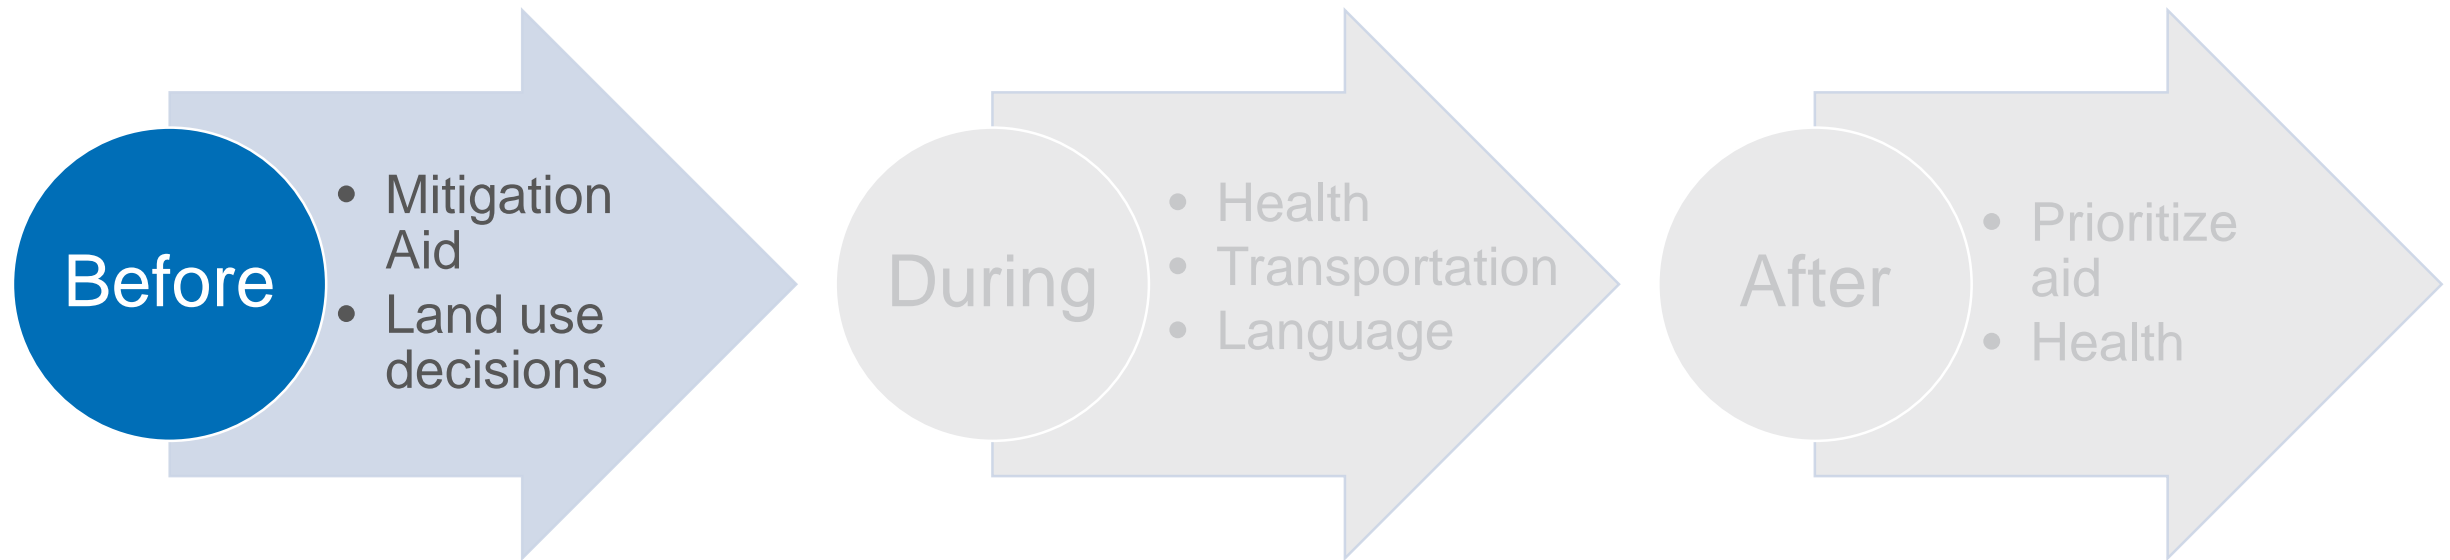 Before
• Mitigation
Aid
• Land use
decisions
During
• Health
• Transportation
• Language
After
• Prioritize
aid
• Health